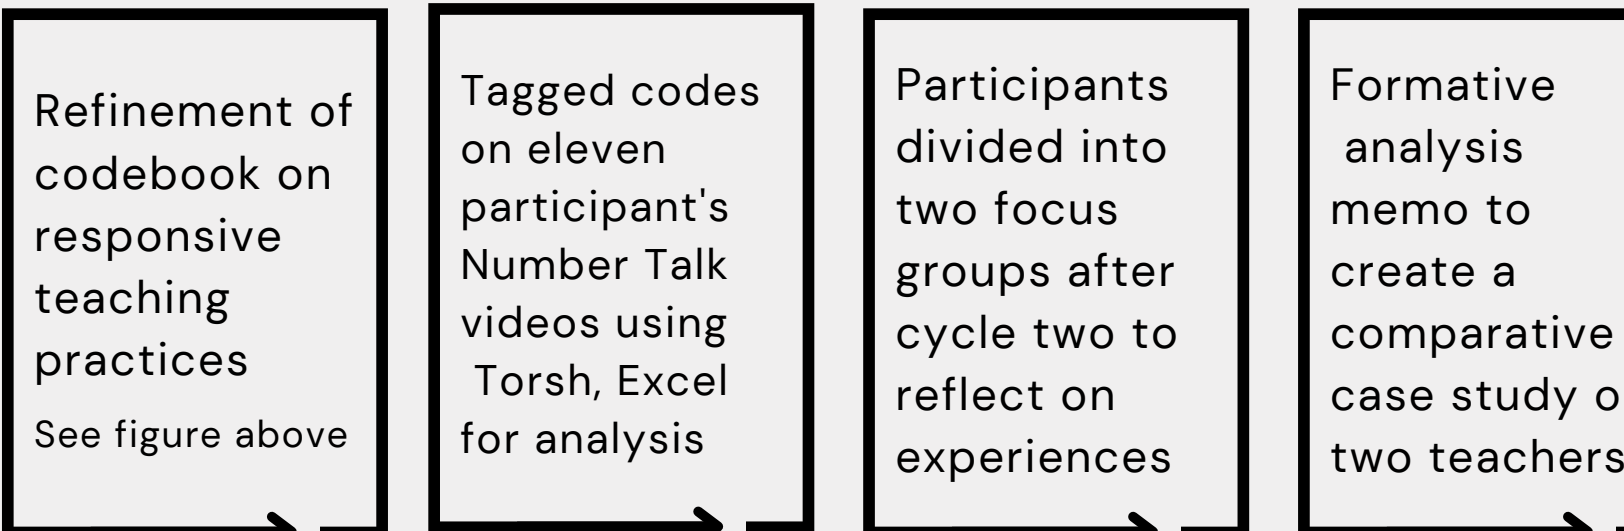 Refinement of
codebook on
responsive
teaching
practices
See figure above
Tagged codes
on eleven
participant's
Number Talk
videos using
Torsh, Excel
for analysis
Participants
divided into
two focus
groups after
cycle two to
reflect on
experiences
Formative
analysis
memo to
create a
comparative
case study
two teachers